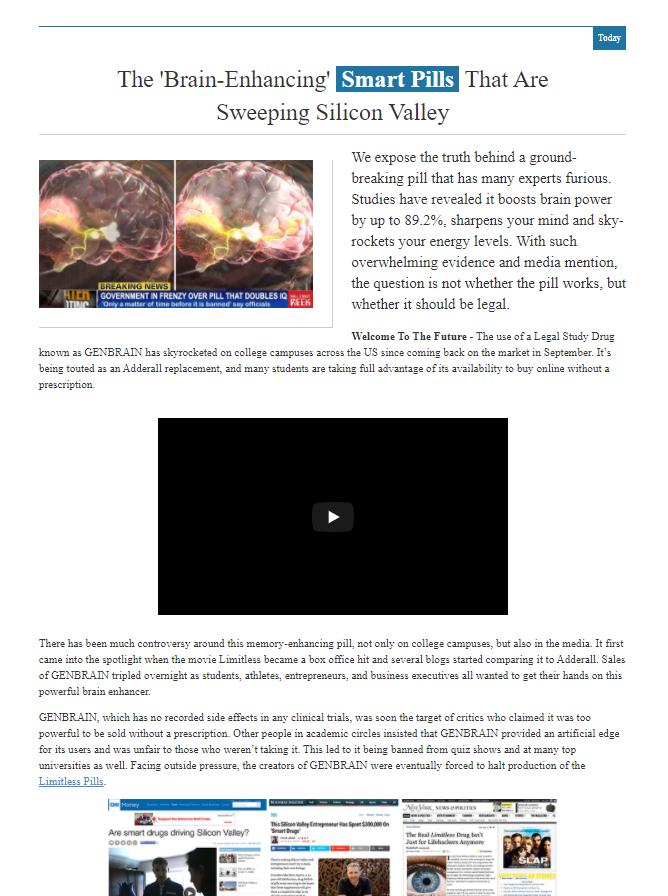 Today
The 'Brain-Enhancing' Smart Pills That Are
Sweeping Silicon Valley
We expose the truth behind a ground-
breaking pill that has many experts furious.
Studies have revealed it boosts brain power
by up to 89.2%, sharpens your mind and sky-
rockets your energy levels. With such
overwhelming evidence and media mention,
the question is not whether the pill works, but
whether it should be legal.
BREAKING NEWS
GOVERNMENT IN FRENZY OVER PILL THAT DOUBLES IQ
'Only a matter of time before it is banned' say officials
WEEK
Welcome To The Future - The use of a Legal Study Drug
known as GENBRAIN has skyrocketed on college campuses across the US since coming back on the market in September. It's
being touted as an Adderall replacement, and many students are taking full advantage of its availability to buy online without a
prescription.
There has been much controversy around this memory-enhancing pill, not only on college campuses, but also in the media. It first
came into the spotlight when the movie Limitless became a box office hit and several blogs started comparing it to Adderall. Sales
of GENBRAIN tripled overnight as students, athletes, entrepreneurs, and business executives all wanted to get their hands on this
powerful brain enhancer.
GENBRAIN, which has no recorded side effects in any clinical trials, was soon the target of critics who claimed it was too
powerful to be sold without a prescription. Other people in academic circles insisted that GENBRAIN provided an artificial edge
for its users and was unfair to those who weren't taking it. This led to it being banned from quiz shows and at many top
universities as well. Facing outside pressure, the creators of GENBRAIN were eventually forced to halt production of the
Limitless Pills.
Money
Are smart drugs driving Silicon Valley?
This Silicon Valley Entrepreneur Has Spent $300,000 On
'Smart Drugs'
NEWS & POLITICS
The Real Limitless Drug Isn't
Just for Lifehackers Anymore
SLAP